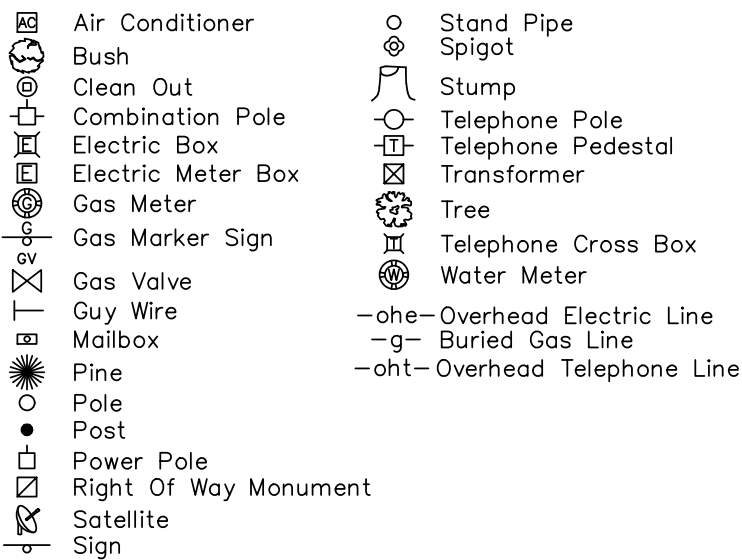 AC Air Conditioner
Bush
Clean Out
Combination Pole
E Electric Box
E Electric Meter Box
G Gas Meter
G Gas Marker Sign
GV Gas Valve
Guy Wire
Mailbox
Pine
Pole
Post
Power Pole
Right Of Way Monument
Satellite
Sign
Stand Pipe
Spigot
Stump
Telephone Pole
T Telephone Pedestal
Transformer
Tree
Telephone Cross Box
W Water Meter
—ohe— Overhead Electric Line
—g— Buried Gas Line
—oht— Overhead Telephone Line